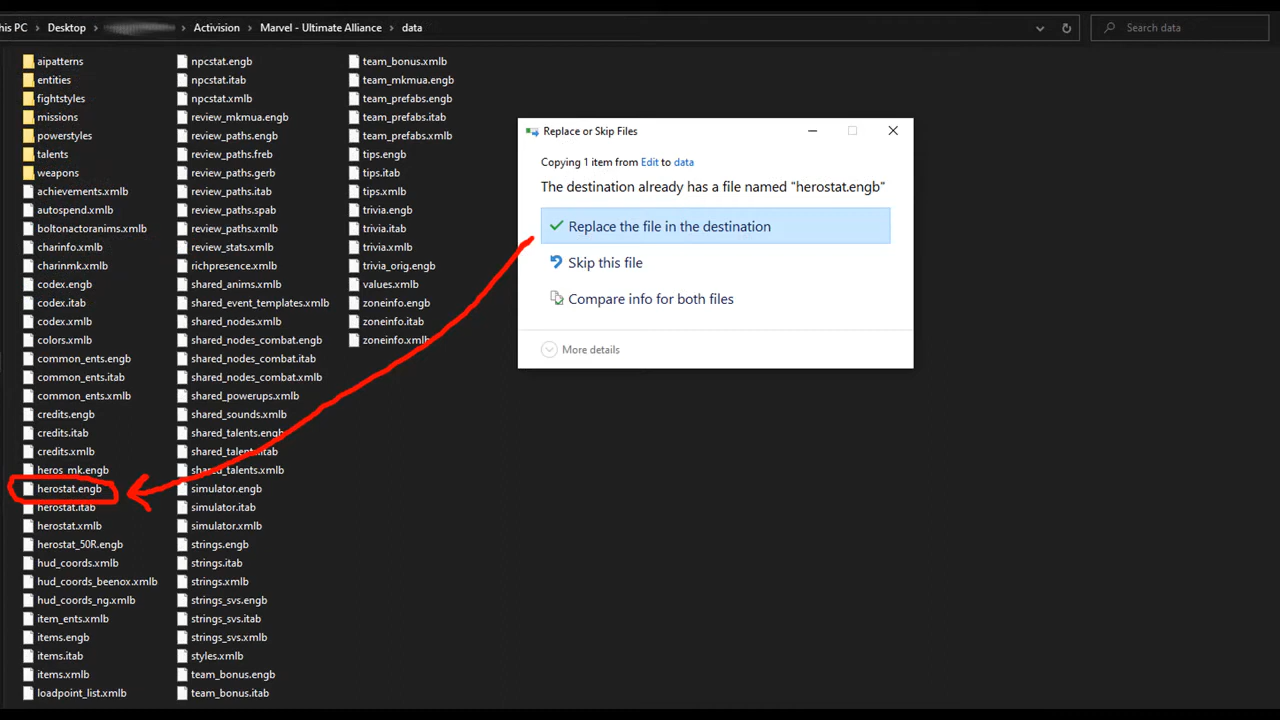 his PC > Desktop > > Activision > Marvel - Ultimate Alliance > data
Search data
aipatterns
entities
fightstyles
missions
powerstyles
talents
weapons
achievements.xmlb
autospend.xmlb
boltonactoranims.xmlb
charinfo.xmlb
charinmk.xmlb
codex.engb
codex.itab
codex.xmlb
colors.xmlb
common_ents.engb
common_ents.itab
common_ents.xmlb
credits.engb
credits.itab
credits.xmlb
heros_mk.engb
herostat.engb
herostat.itab
herostat.xmlb
herostat_50R.engb
hud_coords.xmlb
hud_coords_beenox.xmlb
hud_coords_ng.xmlb
item_ents.xmlb
items.engb
items.itab
items.xmlb
loadpoint_list.xmlb
npcstat.engb
npcstat.itab
npcstat.xmlb
review_mkmua.engb
review_paths.engb
review_paths.freb
review_paths.gerb
review_paths.itab
review_paths.spab
review_paths.xmlb
review_stats.xmlb
richpresence.xmlb
shared_anims.xmlb
shared_event_templates.xmlb
shared_nodes.xmlb
shared_nodes_combat.engb
shared_nodes_combat.itab
shared_nodes_combat.xmlb
shared_powerups.xmlb
shared_sounds.xmlb
shared_talents.engb
shared_talents.itab
shared_talents.xmlb
simulator.engb
simulator.itab
simulator.xmlb
strings.engb
strings.itab
strings.xmlb
strings_svs.engb
strings_svs.itab
strings_svs.xmlb
styles.xmlb
team_bonus.engb
team_bonus.itab
team_bonus.xmlb
team_mkmua.engb
team_prefabs.engb
team_prefabs.itab
team_prefabs.xmlb
tips.engb
tips.itab
tips.xmlb
trivia.engb
trivia.itab
trivia.xmlb
trivia_orig.engb
values.xmlb
zoneinfo.engb
zoneinfo.itab
zoneinfo.xmlb
Replace or Skip Files
Copying 1 item from Edit to data
The destination already has a file named "herostat.engb"
Replace the file in the destination
Skip this file
Compare info for both files
More details